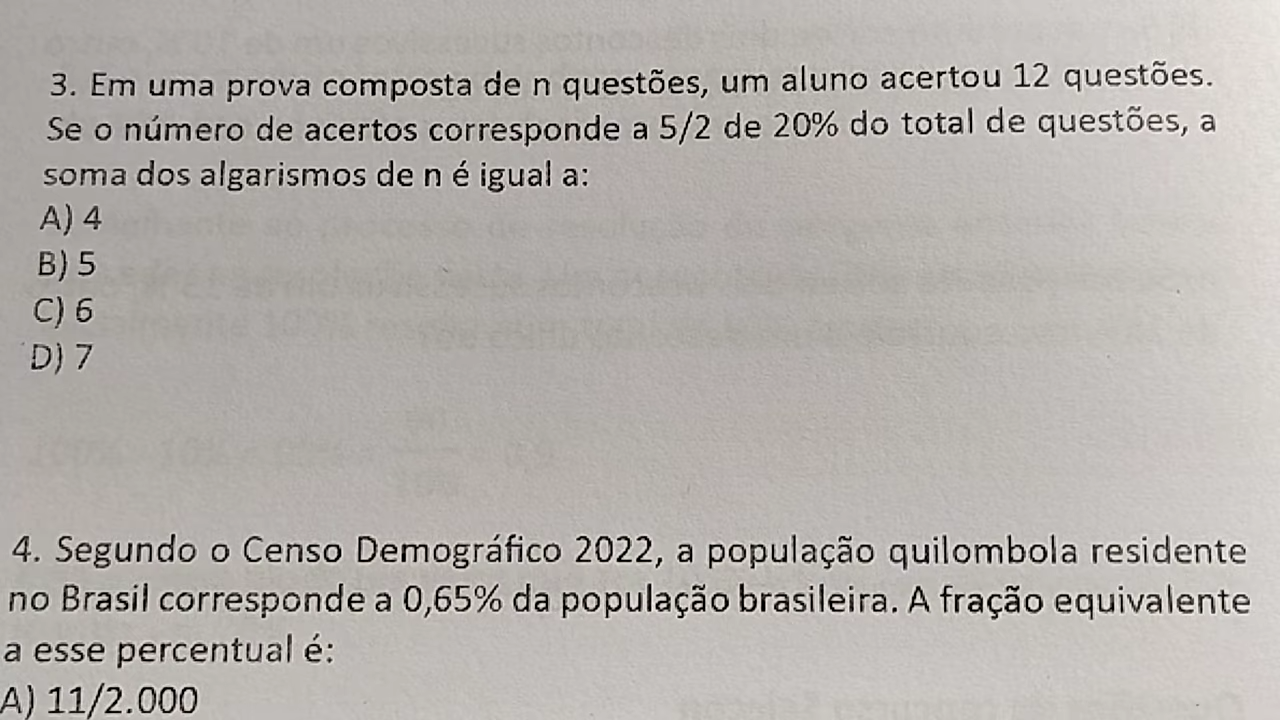 3. Em uma prova composta de n questões, um aluno acertou 12 questões.
Se o número de acertos corresponde a 5/2 de 20% do total de questões, a
soma dos algarismos de n é igual a:
A) 4
B) 5
C) 6
D) 7
4. Segundo o Censo Demográfico 2022, a população quilombola residente
no Brasil corresponde a 0,65% da população brasileira. A fração equivalente
a esse percentual é:
A) 11/2.000